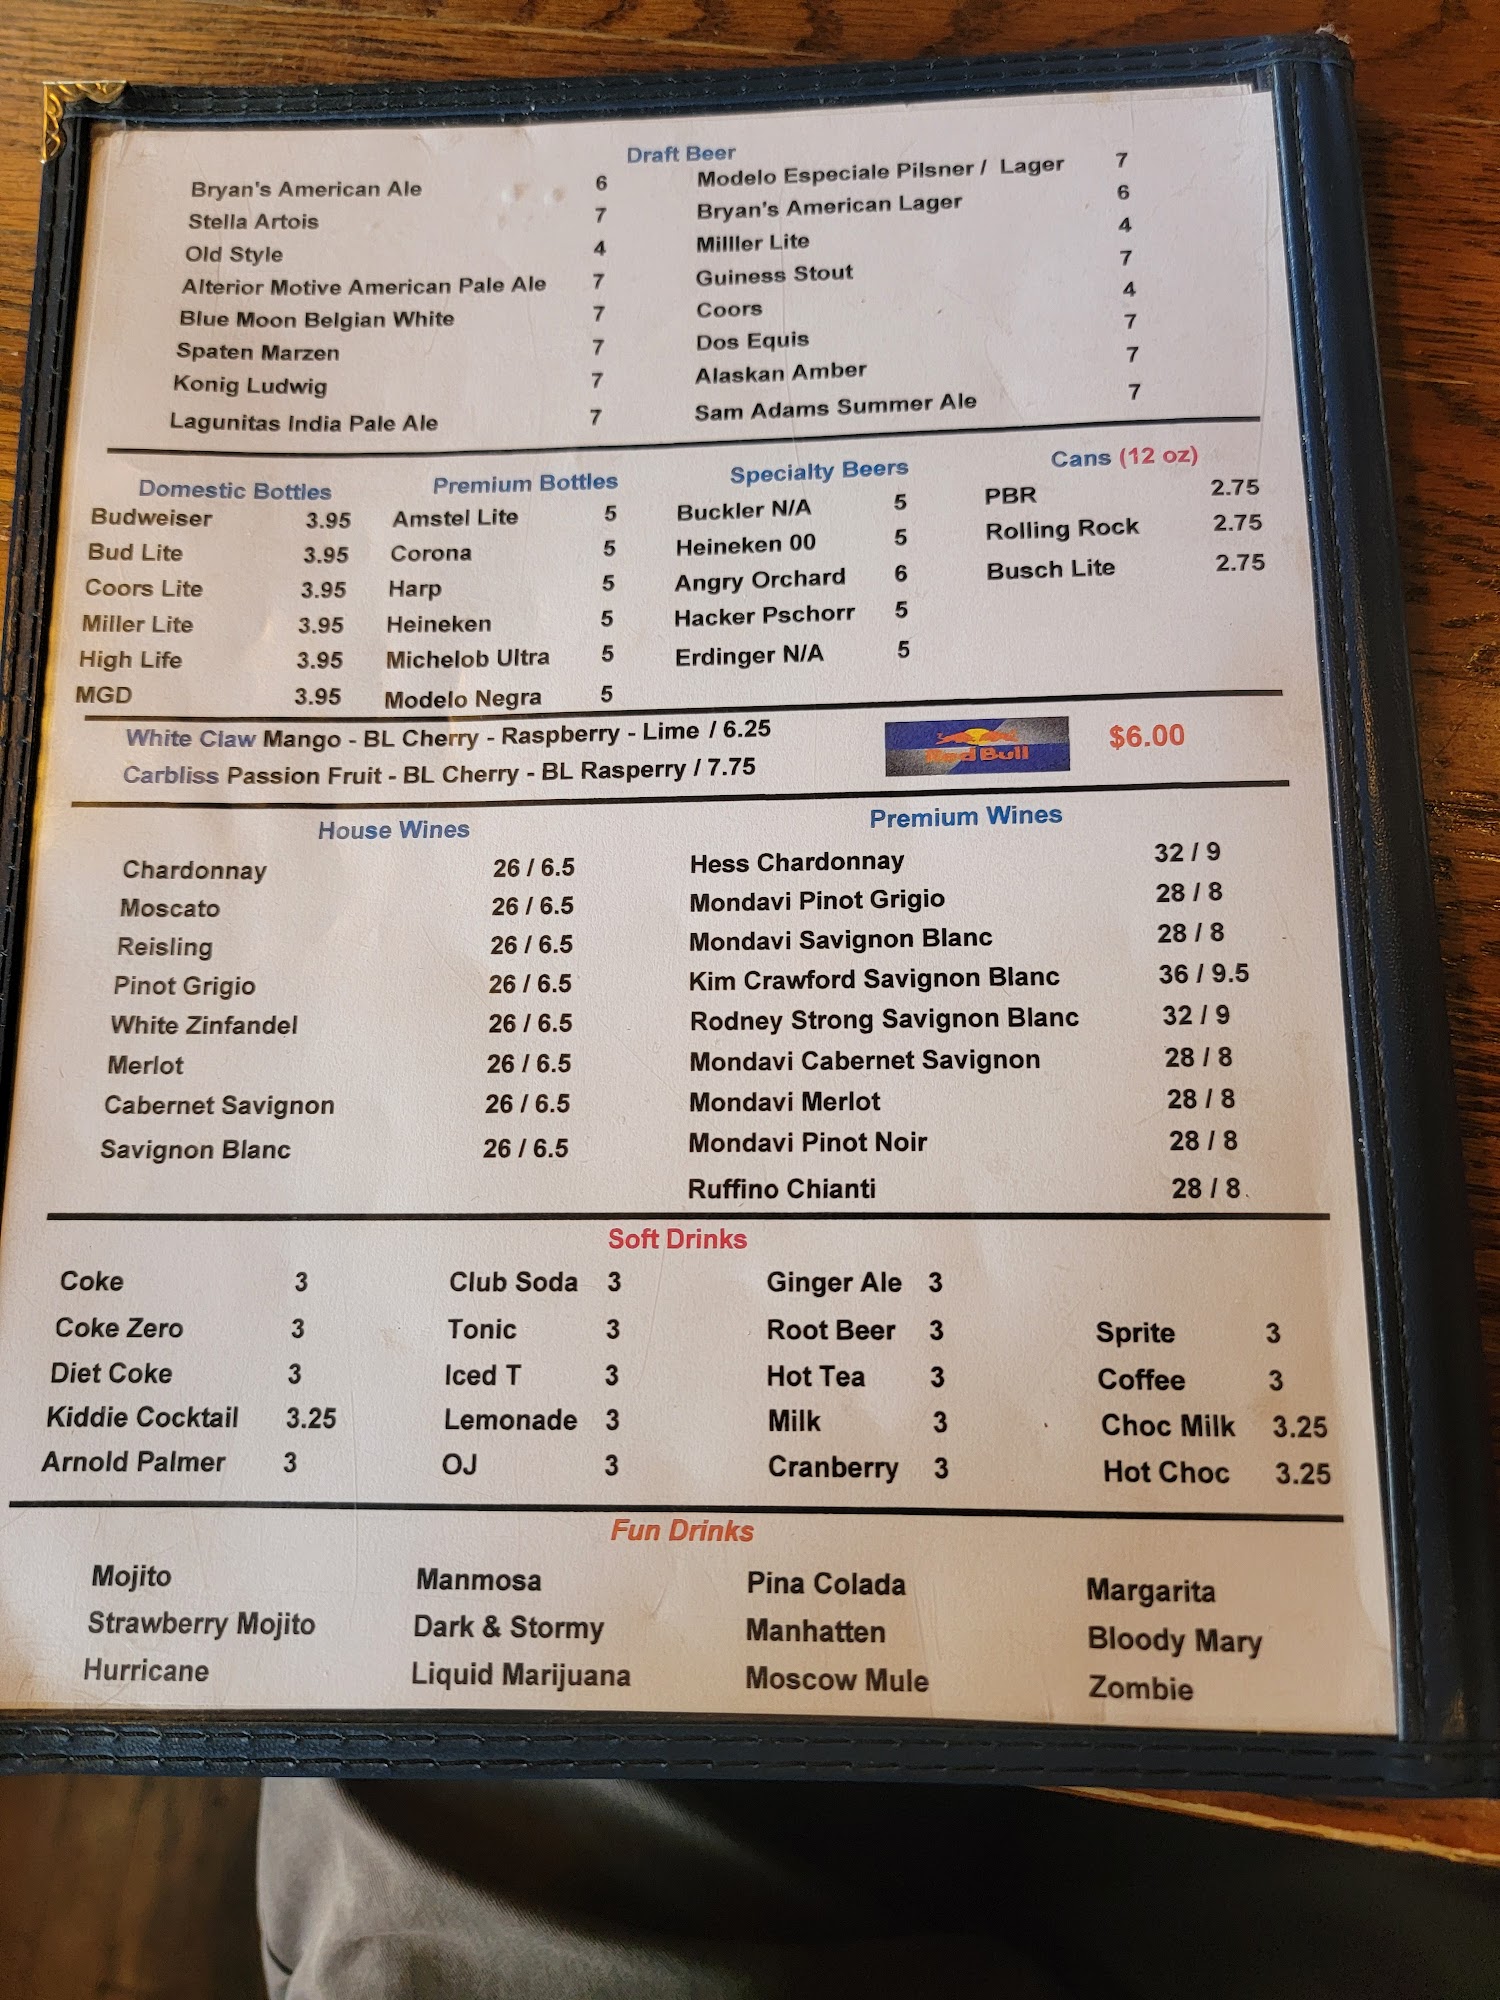 Draft Beer
Bryan's American Ale 6 Modelo Especiale Pilsner / Lager 7
Stella Artois 7 Bryan's American Lager 6
Old Style 4 Milller Lite 4
Alterior Motive American Pale Ale 7 Guiness Stout 7
Blue Moon Belgian White 7 Coors 4
Spaten Marzen 7 Dos Equis 7
Konig Ludwig 7 Alaskan Amber 7
Lagunitas India Pale Ale 7 Sam Adams Summer Ale 7
Domestic Bottles Premium Bottles Specialty Beers Cans (12 oz)
Budweiser 3.95 Amstel Lite 5 Buckler N/A 5 PBR 2.75
Bud Lite 3.95 Corona 5 Heineken 00 5 Rolling Rock 2.75
Coors Lite 3.95 Harp 5 Angry Orchard 6 Busch Lite 2.75
Miller Lite 3.95 Heineken 5 Hacker Pschorr 5
High Life 3.95 Michelob Ultra 5 Erdinger N/A 5
MGD 3.95 Modelo Negra 5
White Claw Mango - BL Cherry - Raspberry - Lime / 6.25 Red Bull $6.00
Carbliss Passion Fruit - BL Cherry - BL Rasperry / 7.75
House Wines Premium Wines
Chardonnay 26 / 6.5 Hess Chardonnay 32 / 9
Moscato 26 / 6.5 Mondavi Pinot Grigio 28 / 8
Reisling 26 / 6.5 Mondavi Savignon Blanc 28 / 8
Pinot Grigio 26 / 6.5 Kim Crawford Savignon Blanc 36 / 9.5
White Zinfandel 26 / 6.5 Rodney Strong Savignon Blanc 32 / 9
Merlot 26 / 6.5 Mondavi Cabernet Savignon 28 / 8
Cabernet Savignon 26 / 6.5 Mondavi Merlot 28 / 8
Savignon Blanc 26 / 6.5 Mondavi Pinot Noir 28 / 8
Ruffino Chianti 28 / 8.
Soft Drinks
Coke 3 Club Soda 3 Ginger Ale 3
Coke Zero 3 Tonic 3 Root Beer 3 Sprite 3
Diet Coke 3 Iced T 3 Hot Tea 3 Coffee 3
Kiddie Cocktail 3.25 Lemonade 3 Milk 3 Choc Milk 3.25
Arnold Palmer 3 OJ 3 Cranberry 3 Hot Choc 3.25
Fun Drinks
Mojito Manmosa Pina Colada Margarita
Strawberry Mojito Dark & Stormy Manhatten Bloody Mary
Hurricane Liquid Marijuana Moscow Mule Zombie